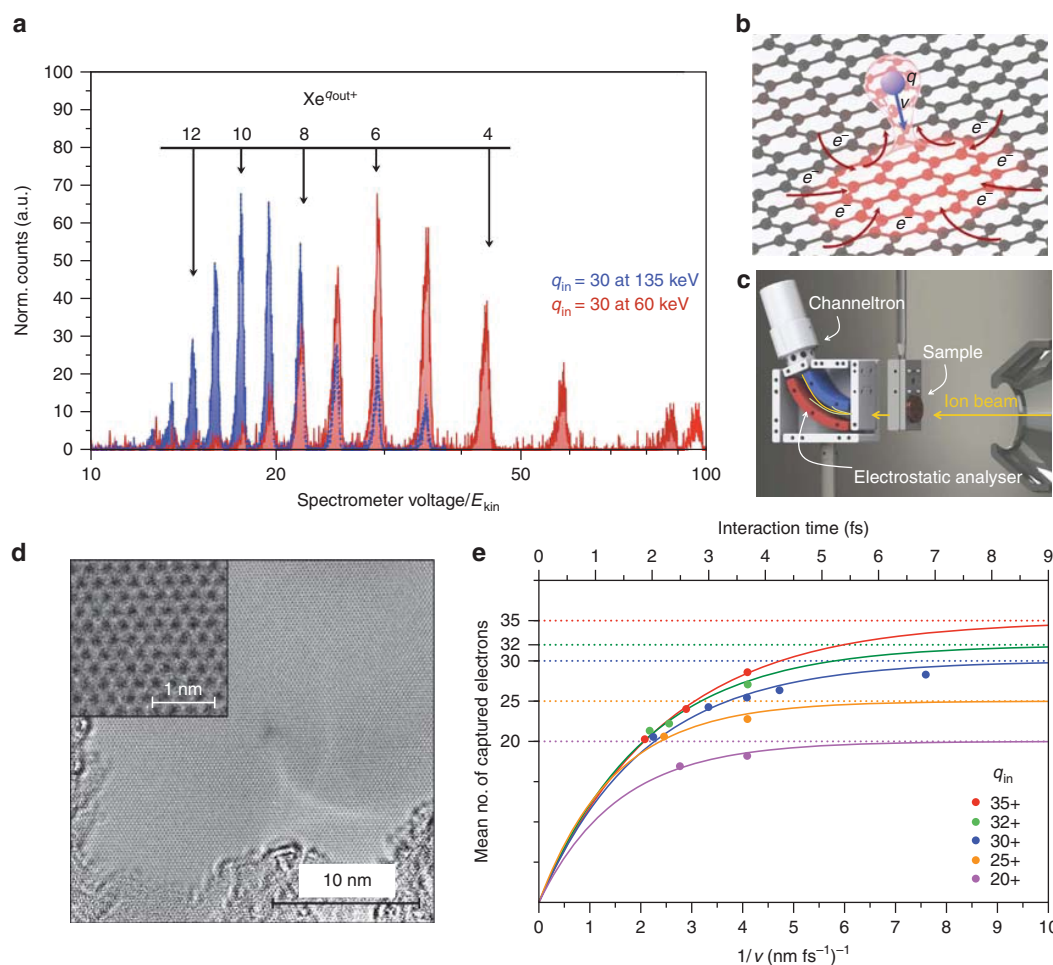 a
100
90
80
70
60
50
40
30
20
10
0
Norm. counts (a.u.)
Xe^qout+
12 10 8 6 4
q_in = 30 at 135 keV
q_in = 30 at 60 keV
10 20 50 100
Spectrometer voltage/E_kin
b
q
v
e– e–
e– e–
e– e–
e– e–
c
Channeltron
Sample
Ion beam
Electrostatic analyser
d
1 nm
10 nm
e
Interaction time (fs)
0 1 2 3 4 5 6 7 8 9
35
32
30
25
20
Mean no. of captured electrons
q_in
35+
32+
30+
25+
20+
0 1 2 3 4 5 6 7 8 9 10
1/v (nm fs⁻¹)⁻¹